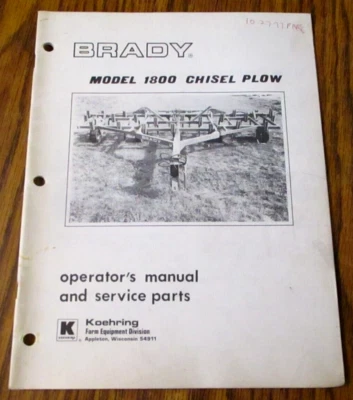 BRADY®
MODEL 1800 CHISEL PLOW
operator's manual
and service parts
K
Koehring
Farm Equipment Division
Appleton, Wisconsin 54911